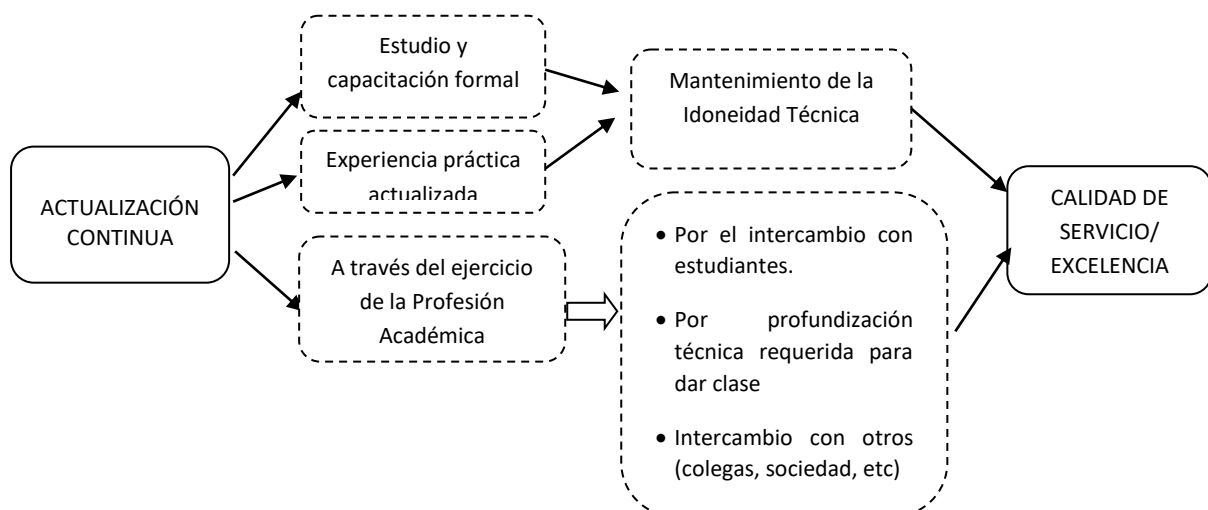 Estudio y
capacitación formal
Mantenimiento de la
Idoneidad Técnica
Experiencia práctica
actualizada
ACTUALIZACIÓN
CONTINUA
A través del ejercicio
de la Profesión
Académica
• Por el intercambio con
estudiantes.
• Por profundización
técnica requerida para
dar clase
• Intercambio con otros
(colegas, sociedad, etc)
CALIDAD DE
SERVICIO/
EXCELENCIA